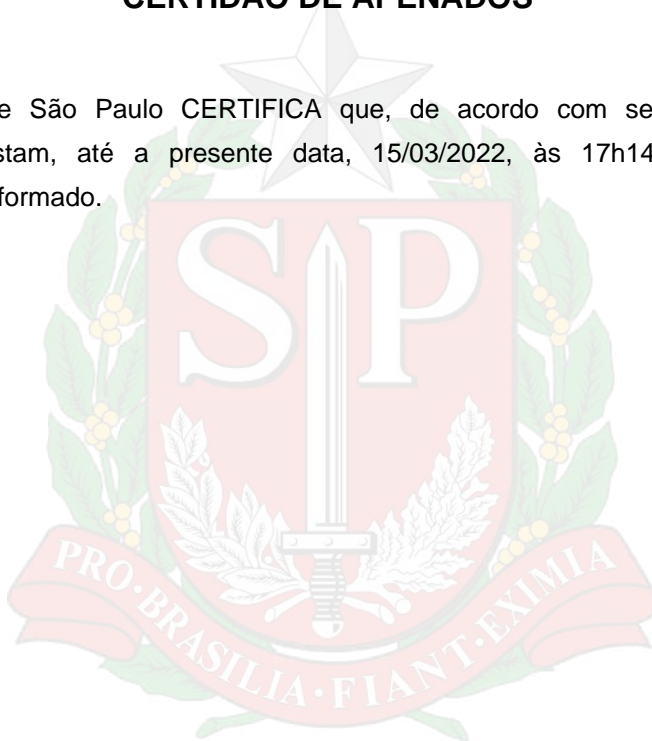 CERTIDÃO DE APENADOS
e São Paulo CERTIFICA que, de acordo com se
stam, até a presente data, 15/03/2022, às 17h14
formado.
SP
PRO·BRASILIA·FIANT·EXIMIA